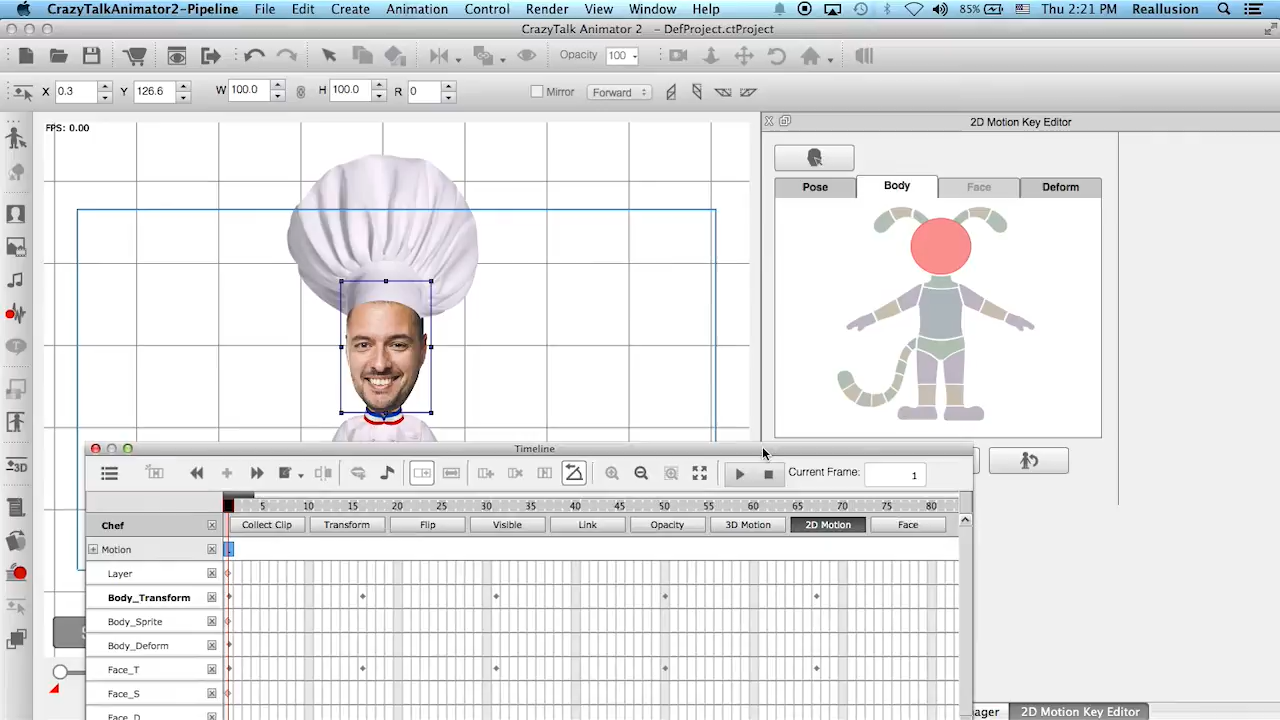 CrazyTalkAnimator2-Pipeline File Edit Create Animation Control Render View Window Help 85% Thu 2:21 PM Reallusion
CrazyTalk Animator 2 - DefProject.ctProject
Opacity 100
X 0.3 Y 126.6 W 100.0 H 100.0 R 0 Mirror Forward
FPS: 0.00
2D Motion Key Editor
Pose Body Face Deform
Timeline
Current Frame: 1
5 10 15 20 25 30 35 40 45 50 55 60 65 70 75 80
Chef Collect Clip Transform Flip Visible Link Opacity 3D Motion 2D Motion Face
Motion
Layer
Body_Transform
Body_Sprite
Body_Deform
Face_T
Face_S
Face_D
2D Motion Key Editor